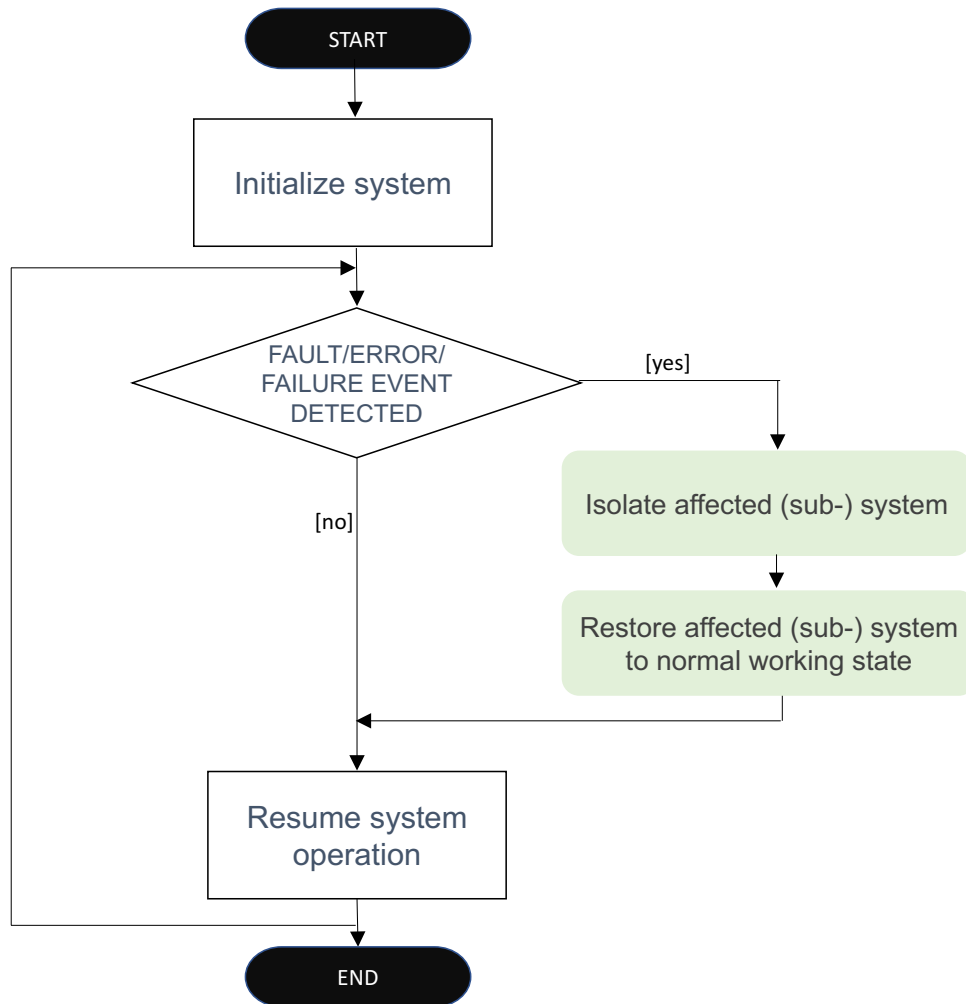 START
Initialize system
FAULT/ERROR/
FAILURE EVENT
DETECTED
[yes]
Isolate affected (sub-) system
[no]
Restore affected (sub-) system
to normal working state
Resume system
operation
END